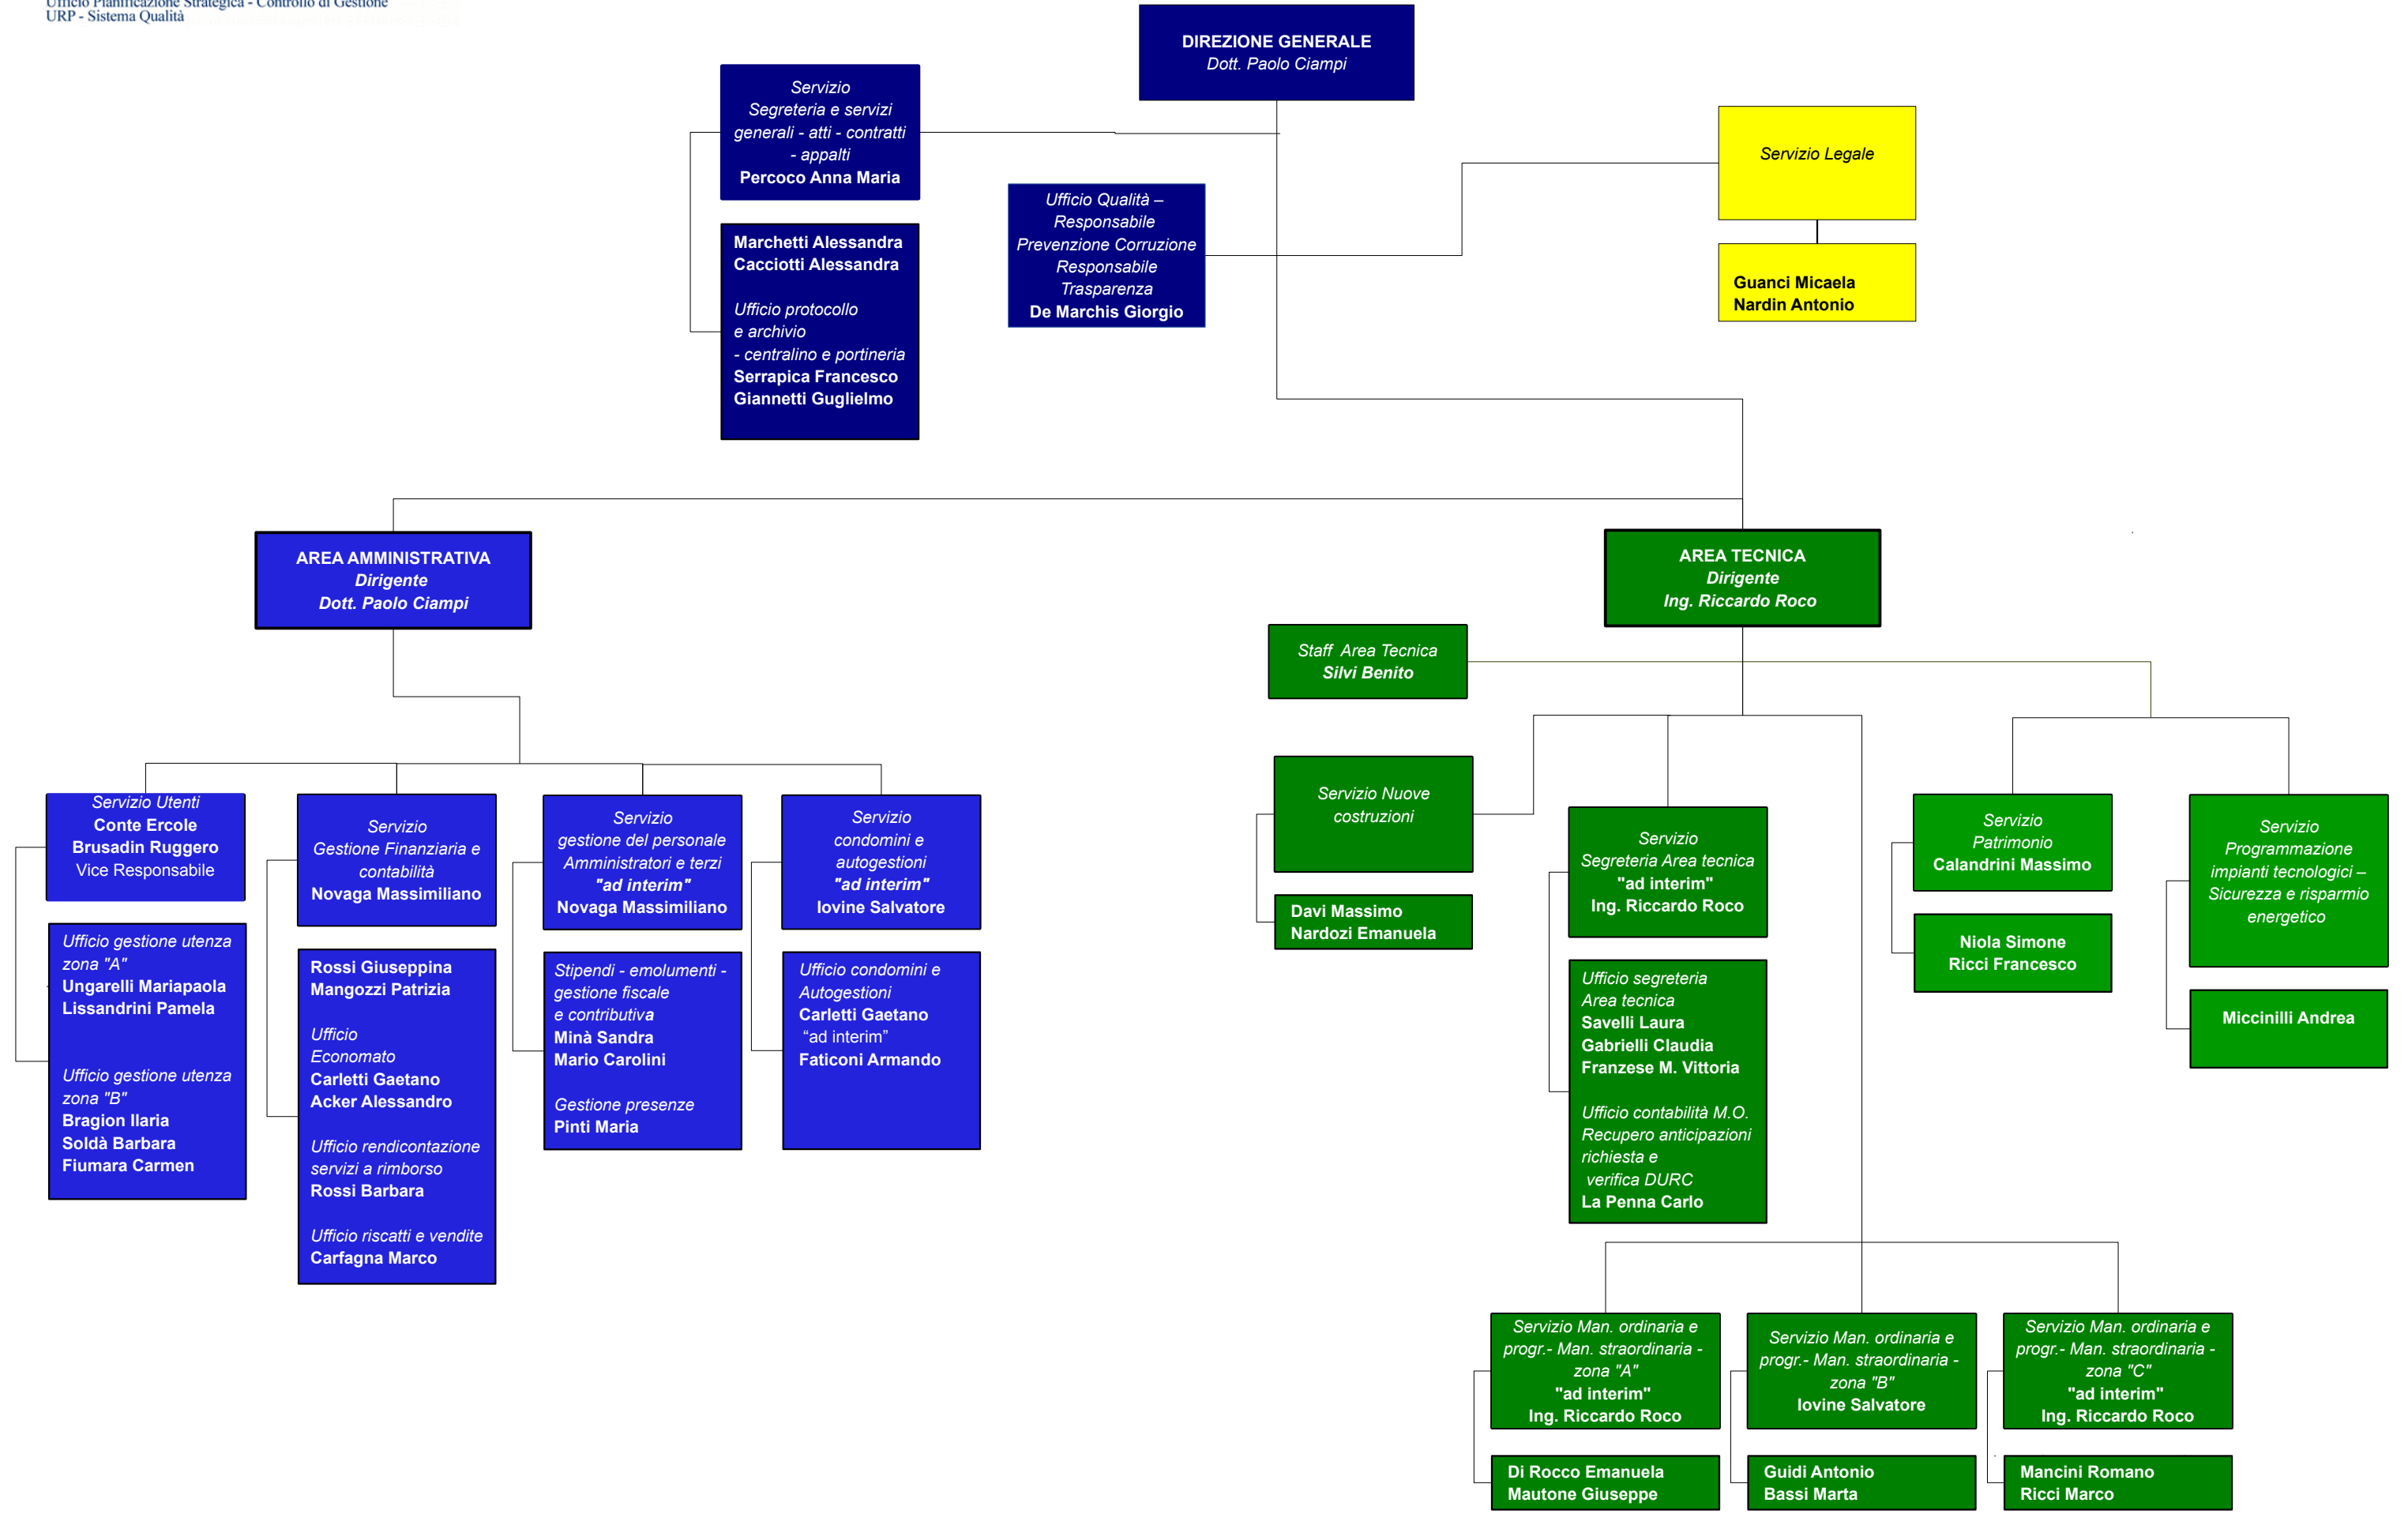 Ufficio Pianificazione Strategica - Controllo di Gestione
URP - Sistema Qualità
DIREZIONE GENERALE
Dott. Paolo Ciampi
Servizio
Segreteria e servizi
generali - atti - contratti
- appalti
Percoco Anna Maria
Marchetti Alessandra
Cacciotti Alessandra
Ufficio protocollo
e archivio
- centralino e portineria
Serrapica Francesco
Giannetti Guglielmo
Ufficio Qualità –
Responsabile
Prevenzione Corruzione
Responsabile
Trasparenza
De Marchis Giorgio
Servizio Legale
Guanci Micaela
Nardin Antonio
AREA AMMINISTRATIVA
Dirigente
Dott. Paolo Ciampi
AREA TECNICA
Dirigente
Ing. Riccardo Roco
Staff Area Tecnica
Silvi Benito
Servizio Utenti
Conte Ercole
Brusadin Ruggero
Vice Responsabile
Ufficio gestione utenza
zona "A"
Ungarelli Mariapaola
Lissandrini Pamela
Ufficio gestione utenza
zona "B"
Bragion Ilaria
Soldà Barbara
Fiumara Carmen
Servizio
Gestione Finanziaria e
contabilità
Novaga Massimiliano
Rossi Giuseppina
Mangozzi Patrizia
Ufficio
Economato
Carletti Gaetano
Acker Alessandro
Ufficio rendicontazione
servizi a rimborso
Rossi Barbara
Ufficio riscatti e vendite
Carfagna Marco
Servizio
gestione del personale
Amministratori e terzi
"ad interim"
Novaga Massimiliano
Stipendi - emolumenti -
gestione fiscale
e contributiva
Minà Sandra
Mario Carolini
Gestione presenze
Pinti Maria
Servizio
condomini e
autogestioni
"ad interim"
Iovine Salvatore
Ufficio condomini e
Autogestioni
Carletti Gaetano
“ad interim”
Faticoni Armando
Servizio Nuove
costruzioni
Davi Massimo
Nardozi Emanuela
Servizio
Segreteria Area tecnica
"ad interim"
Ing. Riccardo Roco
Ufficio segreteria
Area tecnica
Savelli Laura
Gabrielli Claudia
Franzese M. Vittoria
Ufficio contabilità M.O.
Recupero anticipazioni
richiesta e
verifica DURC
La Penna Carlo
Servizio
Patrimonio
Calandrini Massimo
Niola Simone
Ricci Francesco
Servizio
Programmazione
impianti tecnologici –
Sicurezza e risparmio
energetico
Miccinilli Andrea
Servizio Man. ordinaria e
progr.- Man. straordinaria -
zona "A"
"ad interim"
Ing. Riccardo Roco
Di Rocco Emanuela
Mautone Giuseppe
Servizio Man. ordinaria e
progr.- Man. straordinaria -
zona "B"
Iovine Salvatore
Guidi Antonio
Bassi Marta
Servizio Man. ordinaria e
progr.- Man. straordinaria -
zona "C"
"ad interim"
Ing. Riccardo Roco
Mancini Romano
Ricci Marco